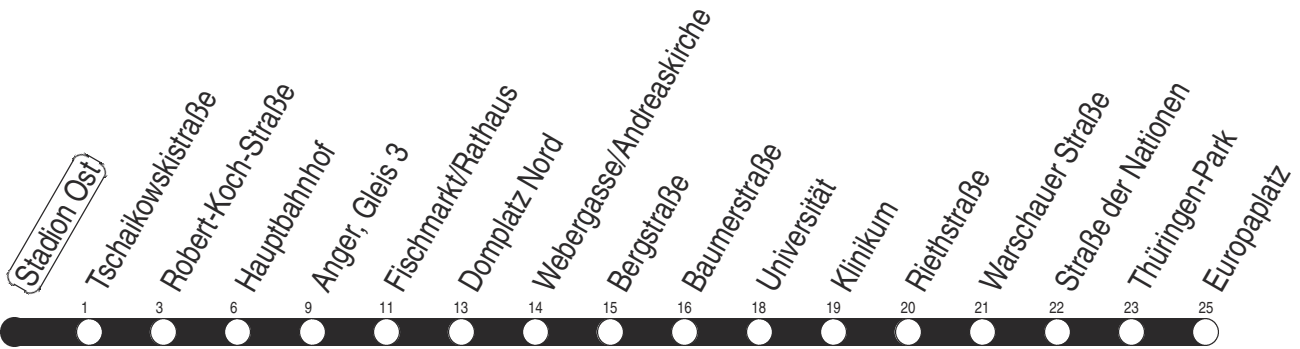 Stadion Ost
Tschaikowskistraße
Robert-Koch-Straße
Hauptbahnhof
Anger, Gleis 3
Fischmarkt/Rathaus
Domplatz Nord
Webergasse/Andreaskirche
Bergstraße
Baumerstraße
Universität
Klinikum
Riethstraße
Warschauer Straße
Straße der Nationen
Thüringen-Park
Europaplatz
1 3 6 9 11 13 14 15 16 18 19 20 21 22 23 25